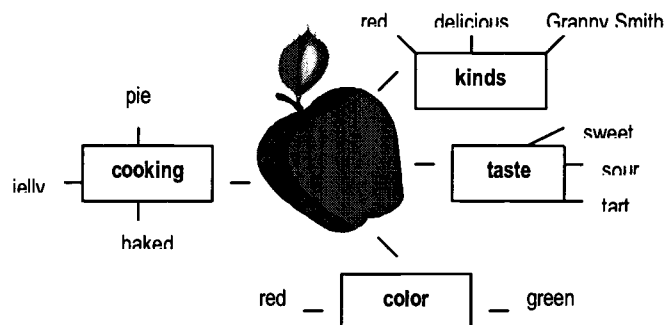 red delicious Granny Smith
kinds
pie
sweet
cooking
taste
sour
jelly
tart
baked
red
color
green